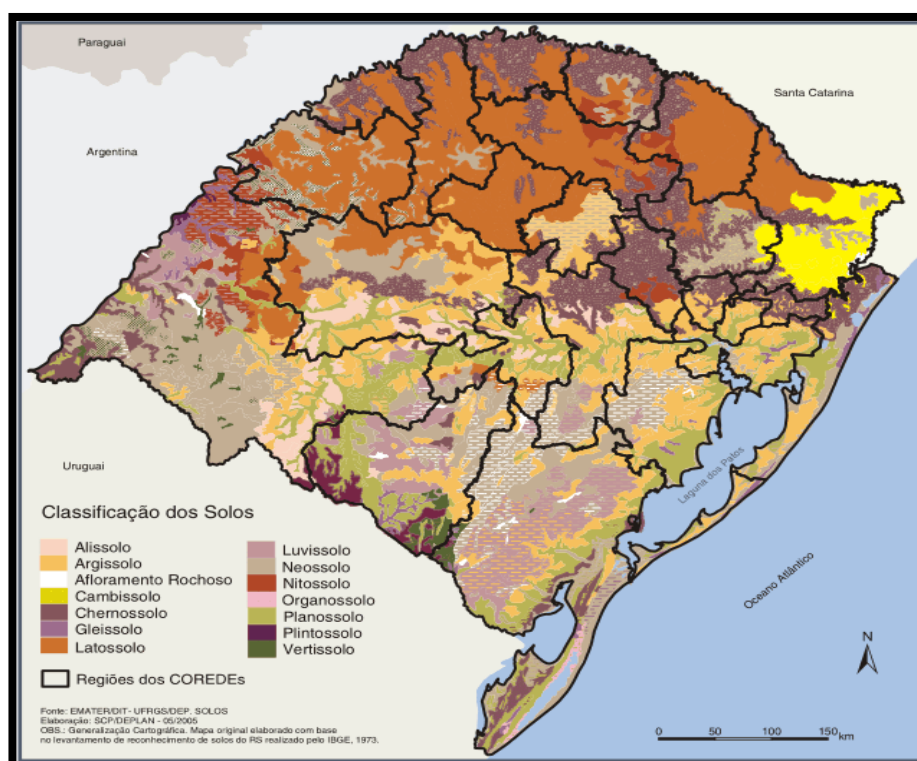 Paraguai
Santa Catarina
Argentina
Uruguai
Laguna dos Patos
Oceano Atlântico
Classificação dos Solos
Alissolo
Argissolo
Afloramento Rochoso
Cambissolo
Chernossolo
Gleissolo
Latossolo
Luvissolo
Neossolo
Nitossolo
Organossolo
Planossolo
Plintossolo
Vertissolo
Regiões dos COREDEs
Fonte: EMATER/DIT- UFRGS/DEP. SOLOS
Elaboração: SCP/DEPLAN - 05/2005
OBS.: Generalização Cartográfica. Mapa original elaborado com base
no levantamento de reconhecimento de solos do RS realizado pelo IBGE, 1973.
N
0 50 100 150 km